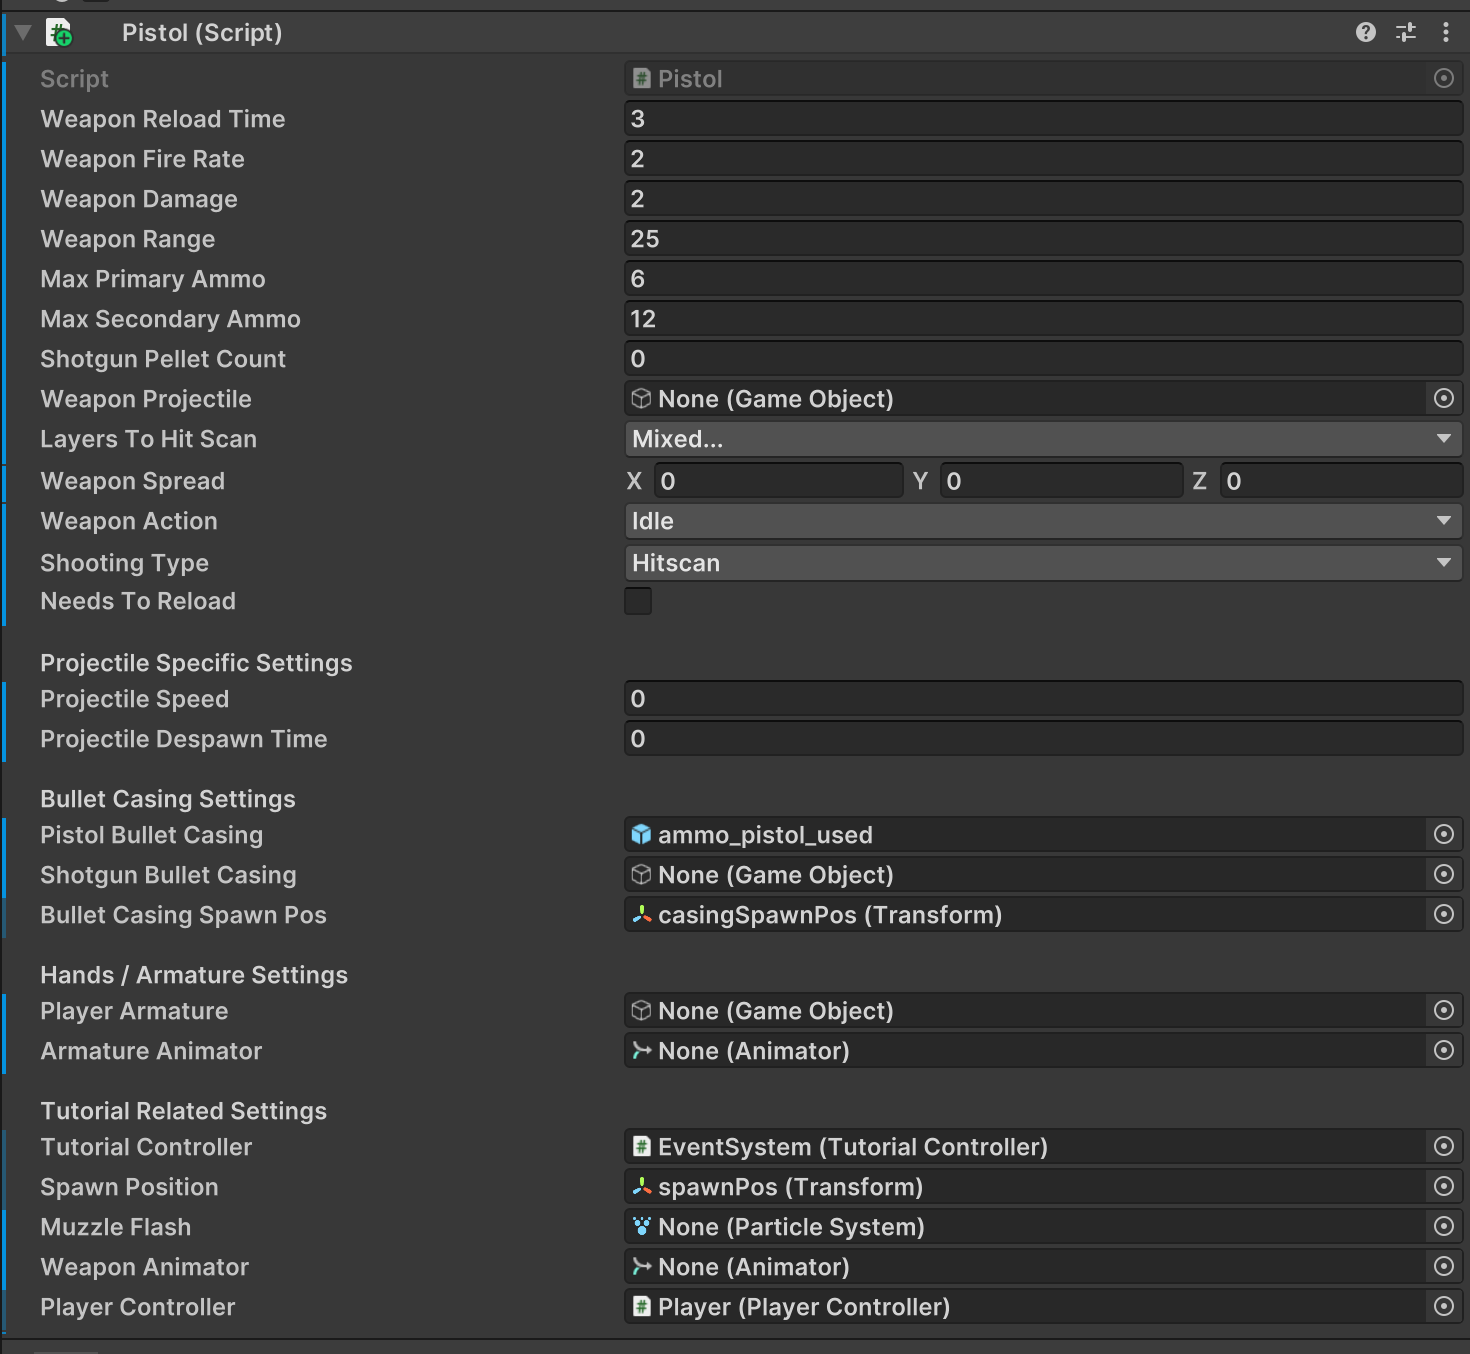 Pistol (Script)
Script Pistol
Weapon Reload Time 3
Weapon Fire Rate 2
Weapon Damage 2
Weapon Range 25
Max Primary Ammo 6
Max Secondary Ammo 12
Shotgun Pellet Count 0
Weapon Projectile None (Game Object)
Layers To Hit Scan Mixed...
Weapon Spread X 0 Y 0 Z 0
Weapon Action Idle
Shooting Type Hitscan
Needs To Reload
Projectile Specific Settings
Projectile Speed 0
Projectile Despawn Time 0
Bullet Casing Settings
Pistol Bullet Casing ammo_pistol_used
Shotgun Bullet Casing None (Game Object)
Bullet Casing Spawn Pos casingSpawnPos (Transform)
Hands / Armature Settings
Player Armature None (Game Object)
Armature Animator None (Animator)
Tutorial Related Settings
Tutorial Controller EventSystem (Tutorial Controller)
Spawn Position spawnPos (Transform)
Muzzle Flash None (Particle System)
Weapon Animator None (Animator)
Player Controller Player (Player Controller)